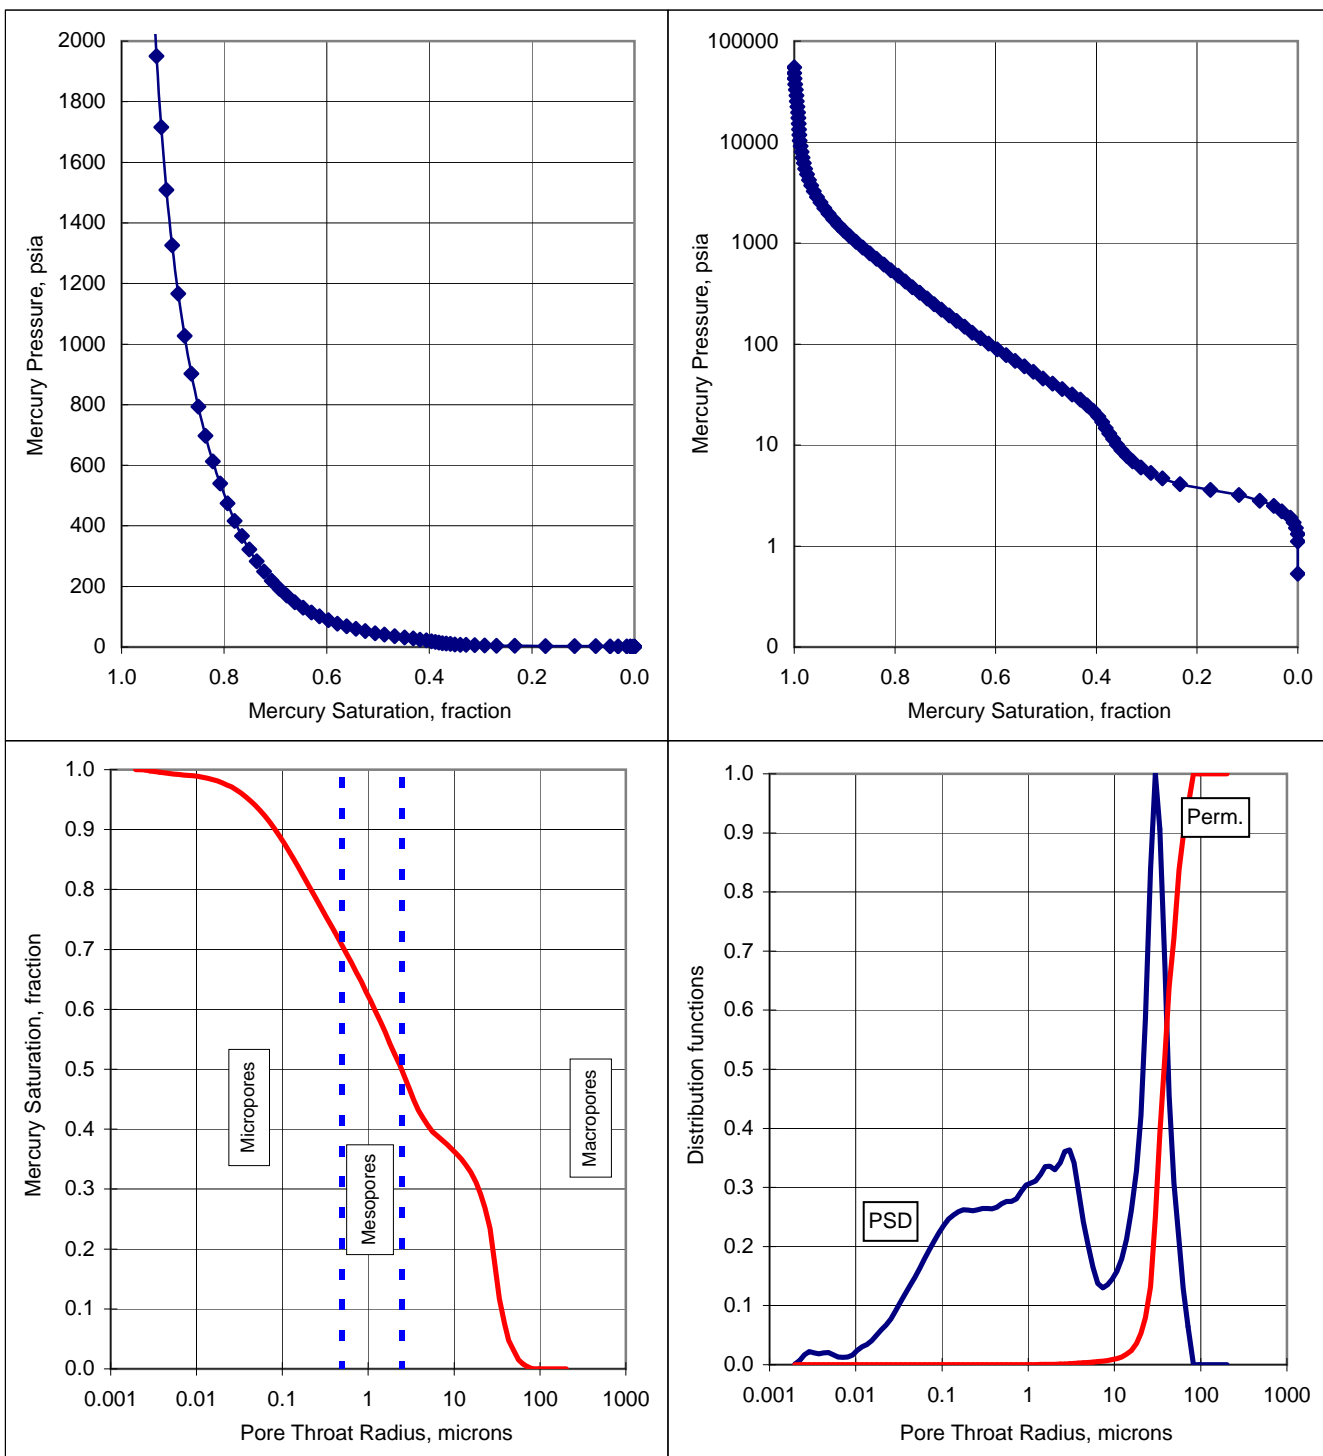 2000
1800
1600
1400
1200
1000
800
600
400
200
0
Mercury Pressure, psia
1.0 0.8 0.6 0.4 0.2 0.0
Mercury Saturation, fraction
100000
10000
1000
100
10
1
0
Mercury Pressure, psia
1.0 0.8 0.6 0.4 0.2 0.0
Mercury Saturation, fraction
1.0
0.9
0.8
0.7
0.6
0.5
0.4
0.3
0.2
0.1
0.0
Mercury Saturation, fraction
Micropores
Mesopores
Macropores
0.001 0.01 0.1 1 10 100 1000
Pore Throat Radius, microns
1.0
0.9
0.8
0.7
0.6
0.5
0.4
0.3
0.2
0.1
0.0
Distribution functions
Perm.
PSD
0.001 0.01 0.1 1 10 100 1000
Pore Throat Radius, microns